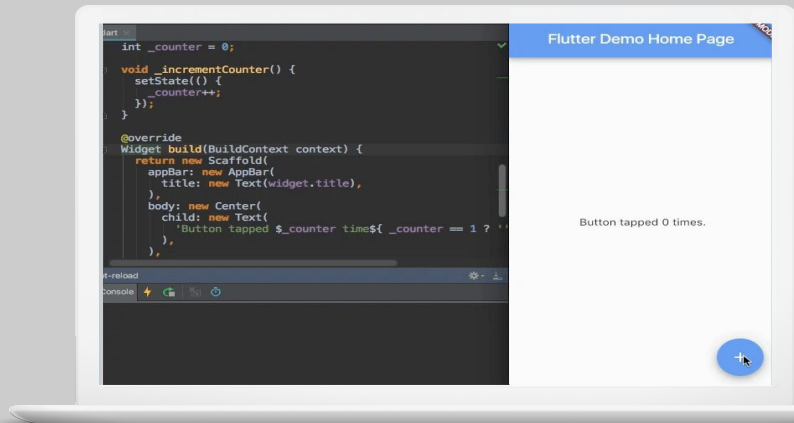 dart
int _counter = 0;
void _incrementCounter() {
setState(() {
_counter++;
});
}
@override
Widget build(BuildContext context) {
return new Scaffold(
appBar: new AppBar(
title: new Text(widget.title),
),
body: new Center(
child: new Text(
'Button tapped $_counter time${ _counter == 1 ? ''
),
),
t-reload
Console
Flutter Demo Home Page
Button tapped 0 times.
+